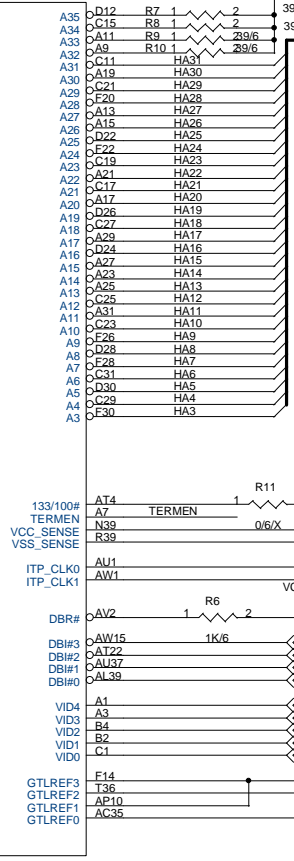 A35 D12 R7 1 2 39
A34 C15 R8 1 2
A33 A11 R9 1 2 39/6 39
A32 A9 R10 1 2 39/6
A31 C11 HA31
A30 A19 HA30
A29 C21 HA29
A28 F20 HA28
A27 A13 HA27
A26 A15 HA26
A25 D22 HA25
A24 F22 HA24
A23 C19 HA23
A22 A21 HA22
A21 C17 HA21
A20 A17 HA20
A19 D26 HA19
A18 C27 HA18
A17 A29 HA17
A16 D24 HA16
A15 A27 HA15
A14 A23 HA14
A13 A25 HA13
A12 C25 HA12
A11 A31 HA11
A10 C23 HA10
A9 F26 HA9
A8 D28 HA8
A7 F28 HA7
A6 C31 HA6
A5 D30 HA5
A4 C29 HA4
A3 F30 HA3
R11
133/100# AT4 1
TERMEN A7 TERMEN
VCC_SENSE N39 0/6/X
VSS_SENSE R39
ITP_CLK0 AU1
ITP_CLK1 AW1
VC
R6
DBR# AV2 1 2
DBI#3 AW15 1K/6
DBI#2 AT22
DBI#1 AU37
DBI#0 AL39
VID4 A1
VID3 A3
VID2 B4
VID1 B2
VID0 C1
GTLREF3 F14
GTLREF2 T36
GTLREF1 AP10
GTLREF0 AC35